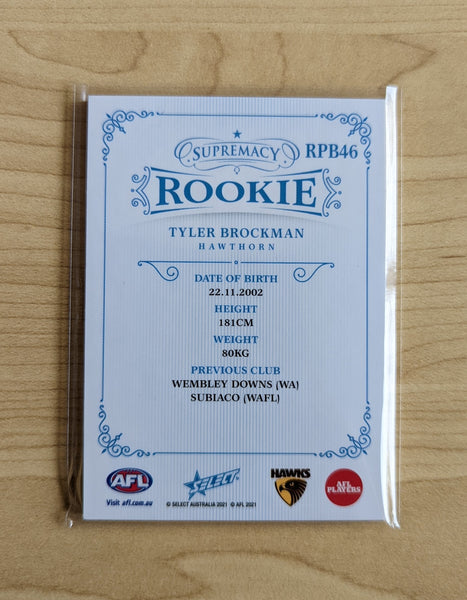 SUPREMACY RPB46
ROOKIE
TYLER BROCKMAN
HAWTHORN
DATE OF BIRTH
22.11.2002
HEIGHT
181CM
WEIGHT
80KG
PREVIOUS CLUB
WEMBLEY DOWNS (WA)
SUBIACO (WAFL)
AFL
Visit afl.com.au
SELECT
© SELECT AUSTRALIA 2021 © AFL 2021
HAWKS
AFL
PLAYERS